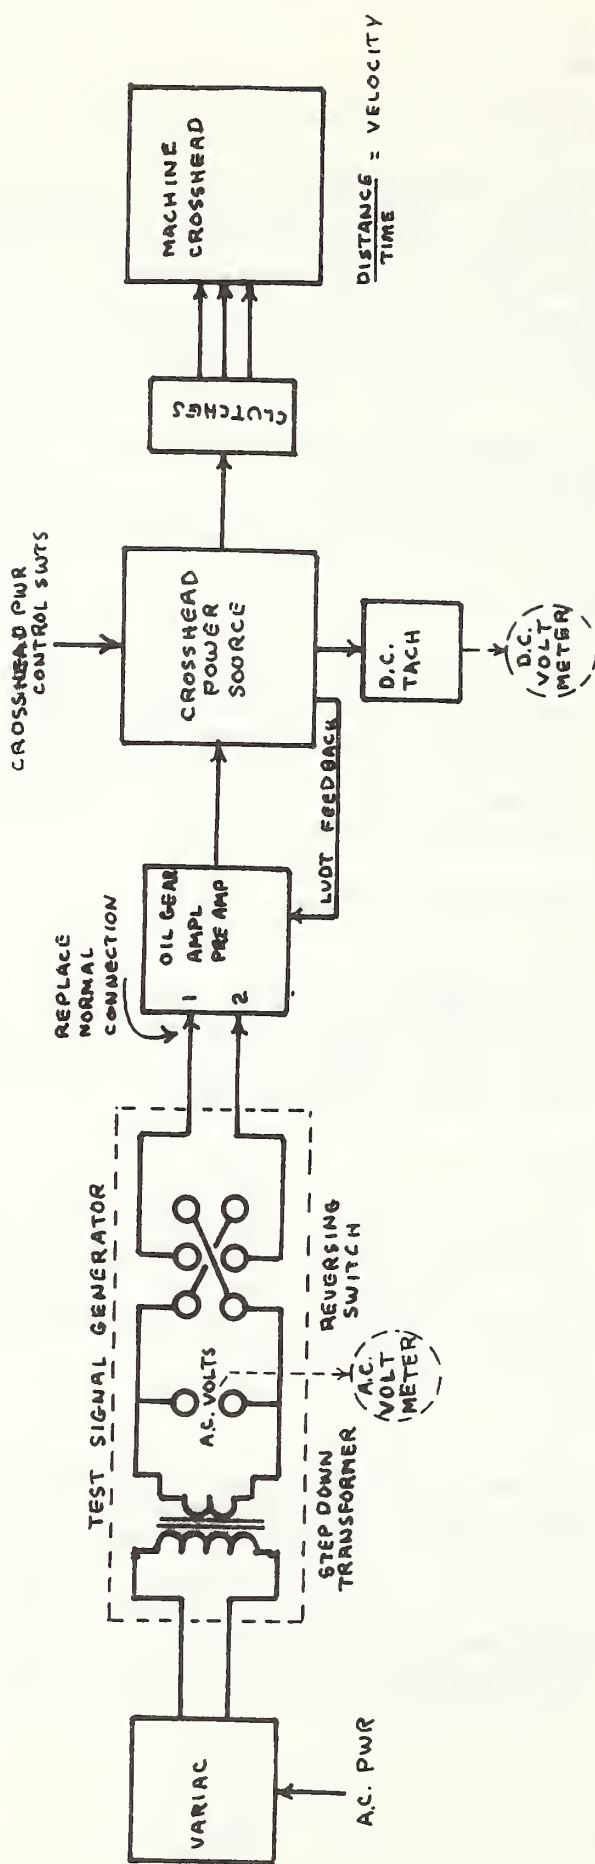 VARIAC
A.C. PWR
TEST SIGNAL GENERATOR
STEP DOWN
TRANSFORMER
A.C. VOLTS
A.C.
VOLT
METER
REVERSING
SWITCH
REPLACE
NORMAL
CONNECTION
1
2
OIL GEAR
AMPL
PRE AMP
LVDT FEEDBACK
CROSSHEAD PWR
CONTROL SWTS
CROSSHEAD
POWER
SOURCE
D.C.
TACH
D.C.
VOLT
METER
CLUTCHES
MACHINE
CROSSHEAD
DISTANCE = VELOCITY
TIME